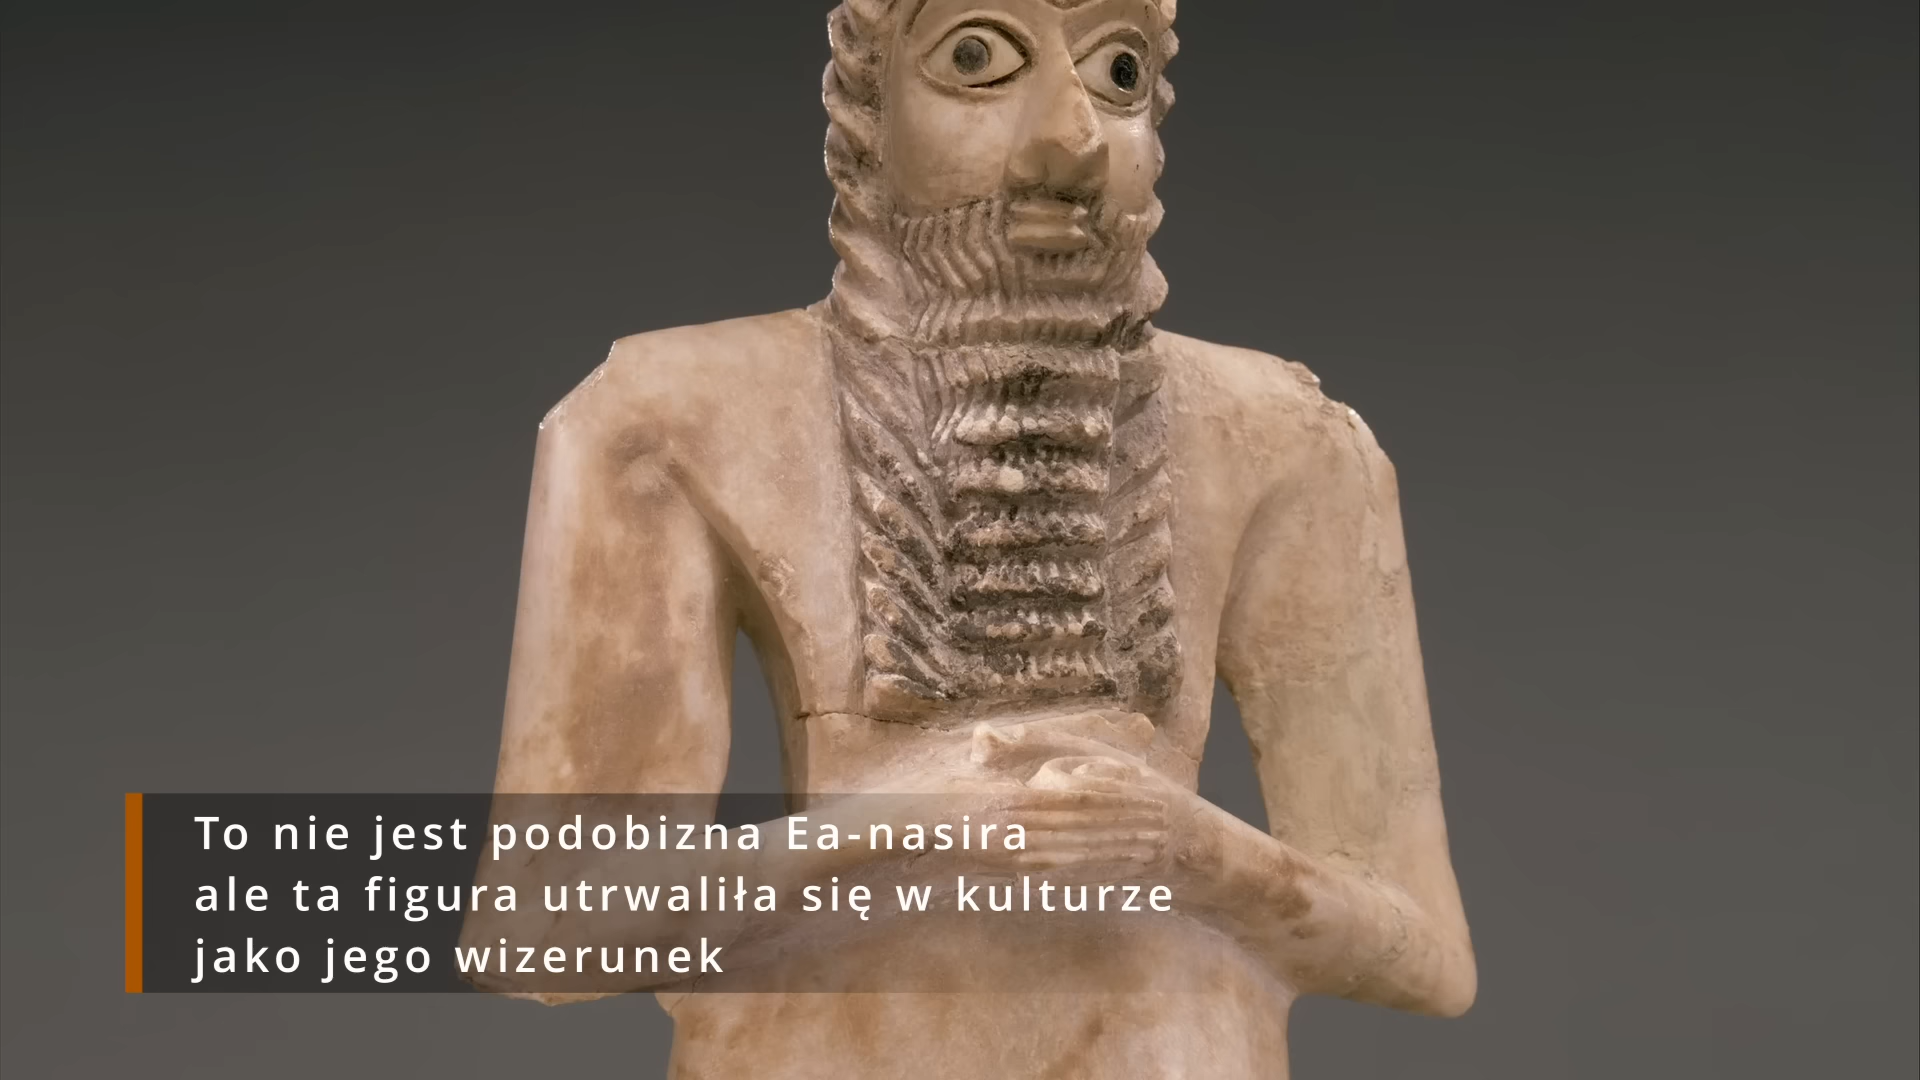 To nie jest podobizna Ea-nasira
ale ta figura utrwaliła się w kulturze
jako jego wizerunek